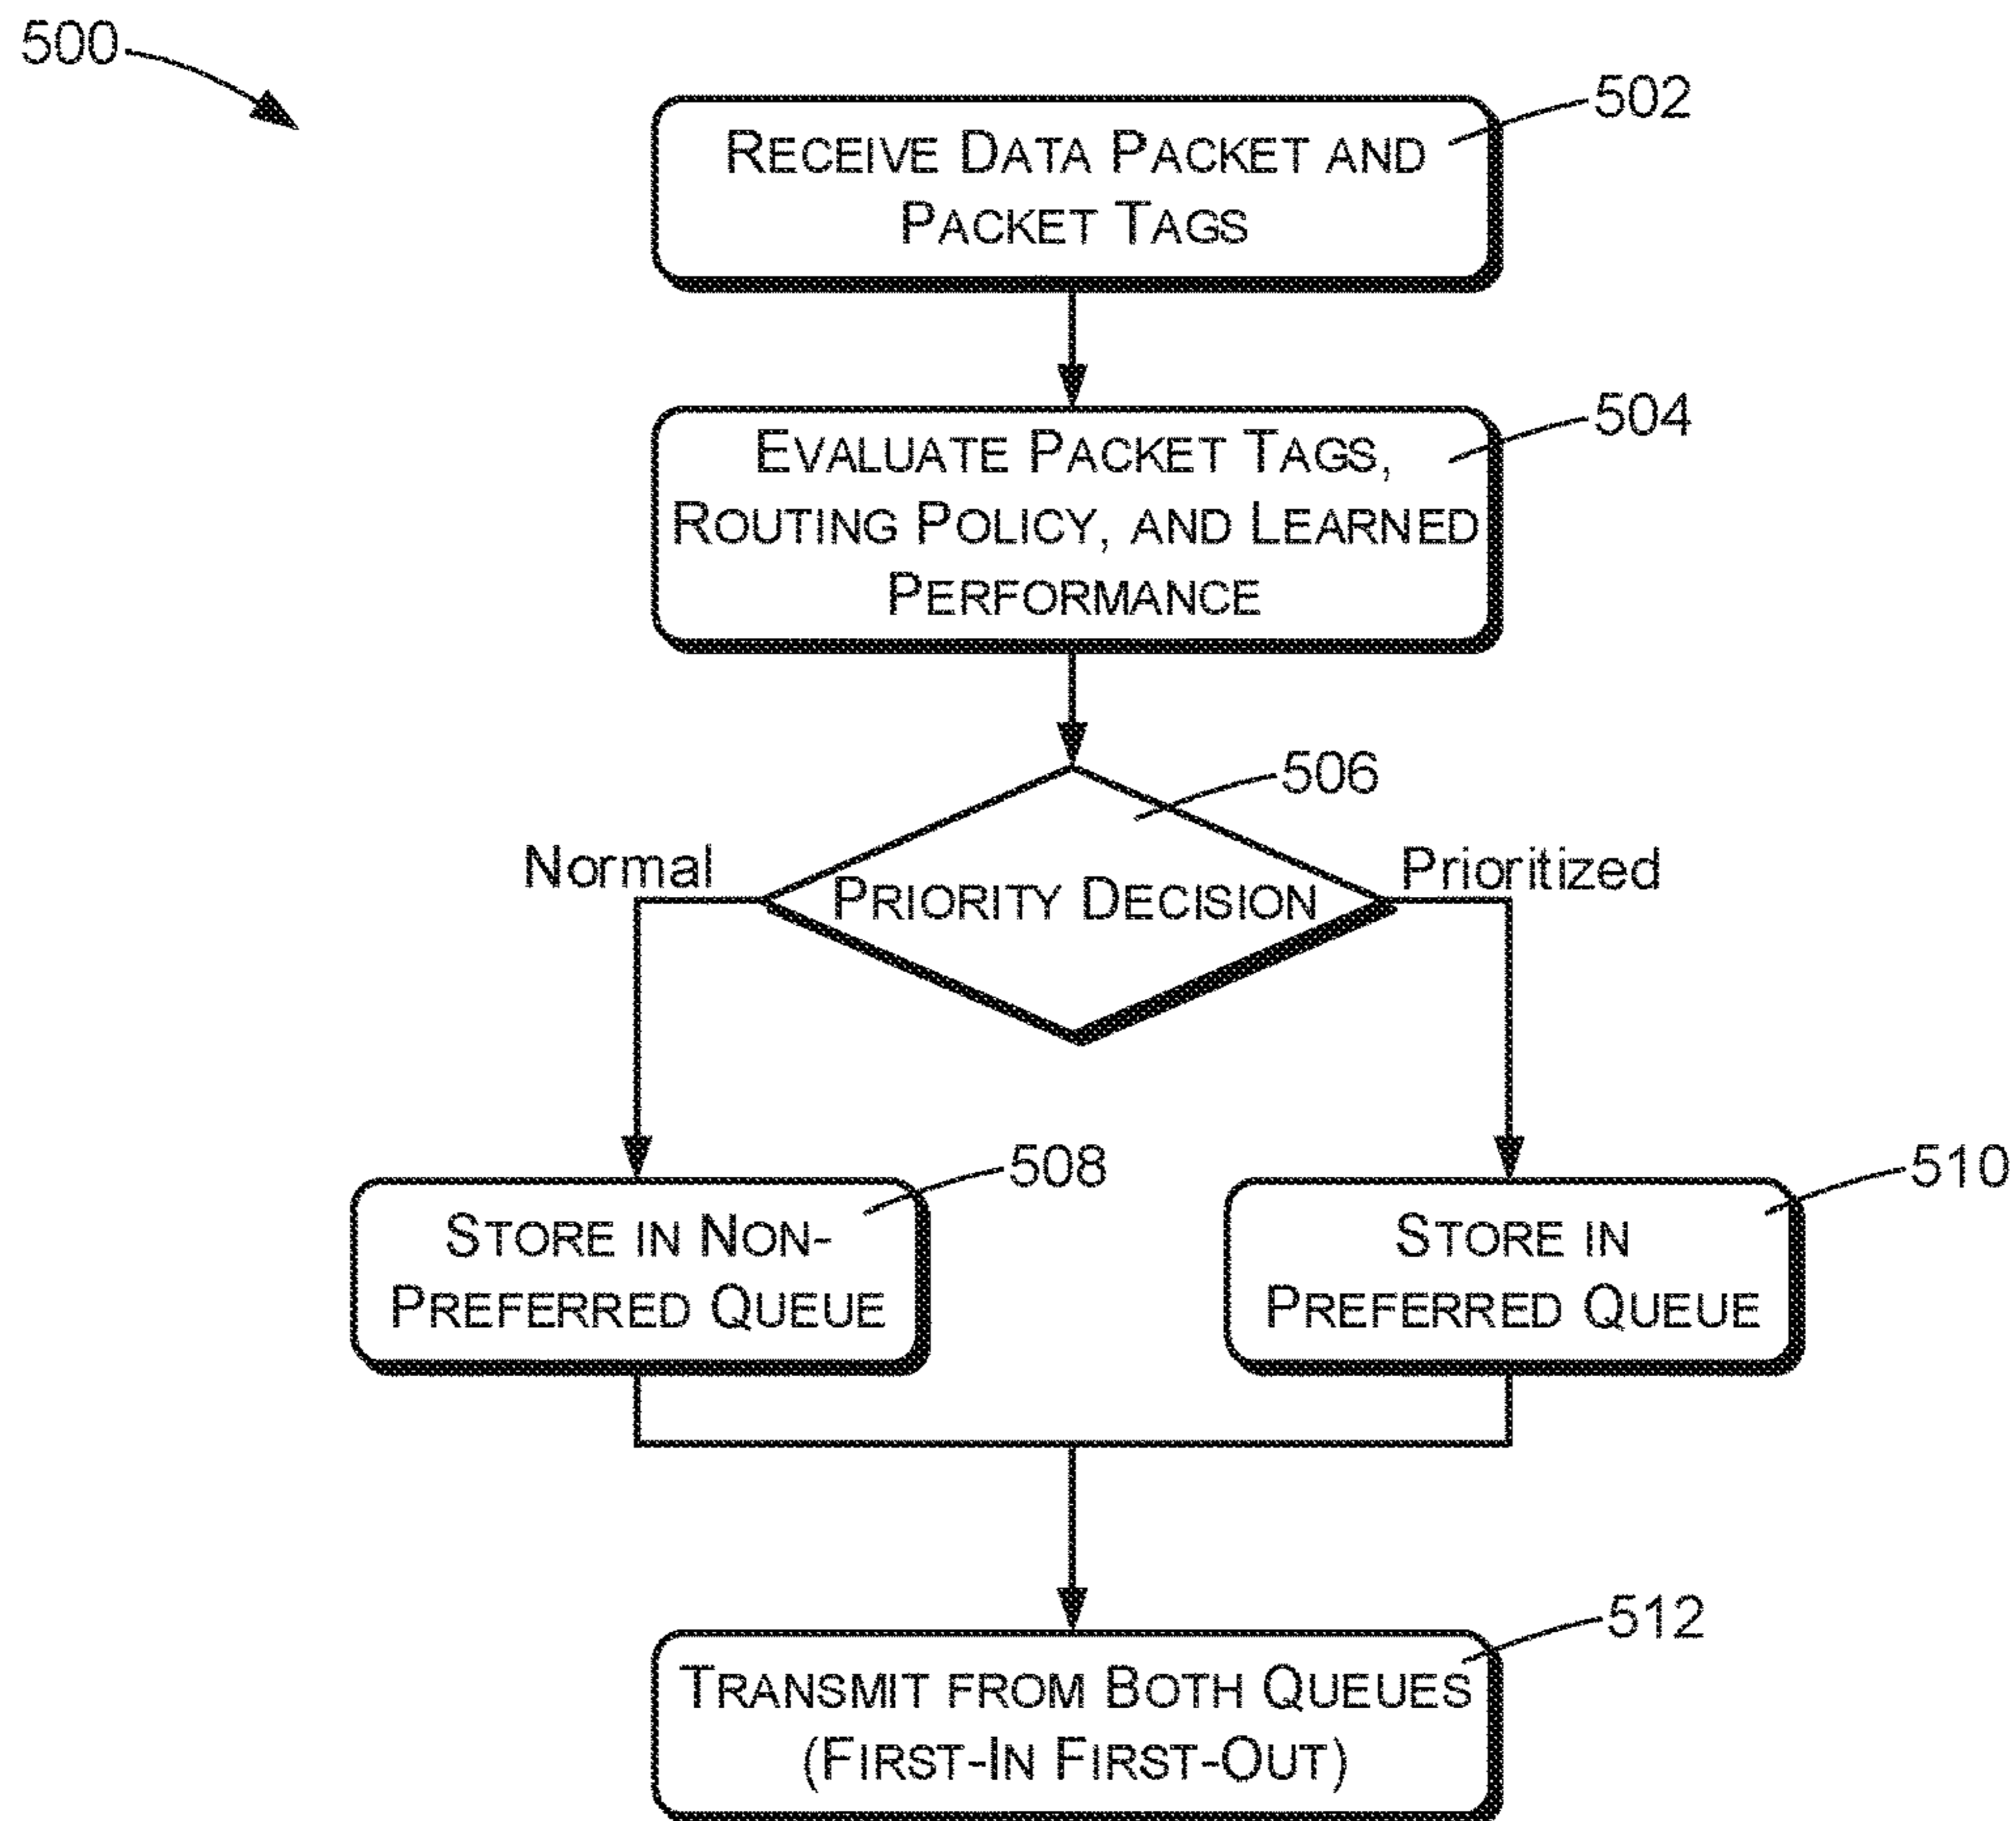 500
502
RECEIVE DATA PACKET AND
PACKET TAGS
504
EVALUATE PACKET TAGS,
ROUTING POLICY, AND LEARNED
PERFORMANCE
506
Normal
PRIORITY DECISION
Prioritized
508
STORE IN NON-
PREFERRED QUEUE
510
STORE IN
PREFERRED QUEUE
512
TRANSMIT FROM BOTH QUEUES
(FIRST-IN FIRST-OUT)